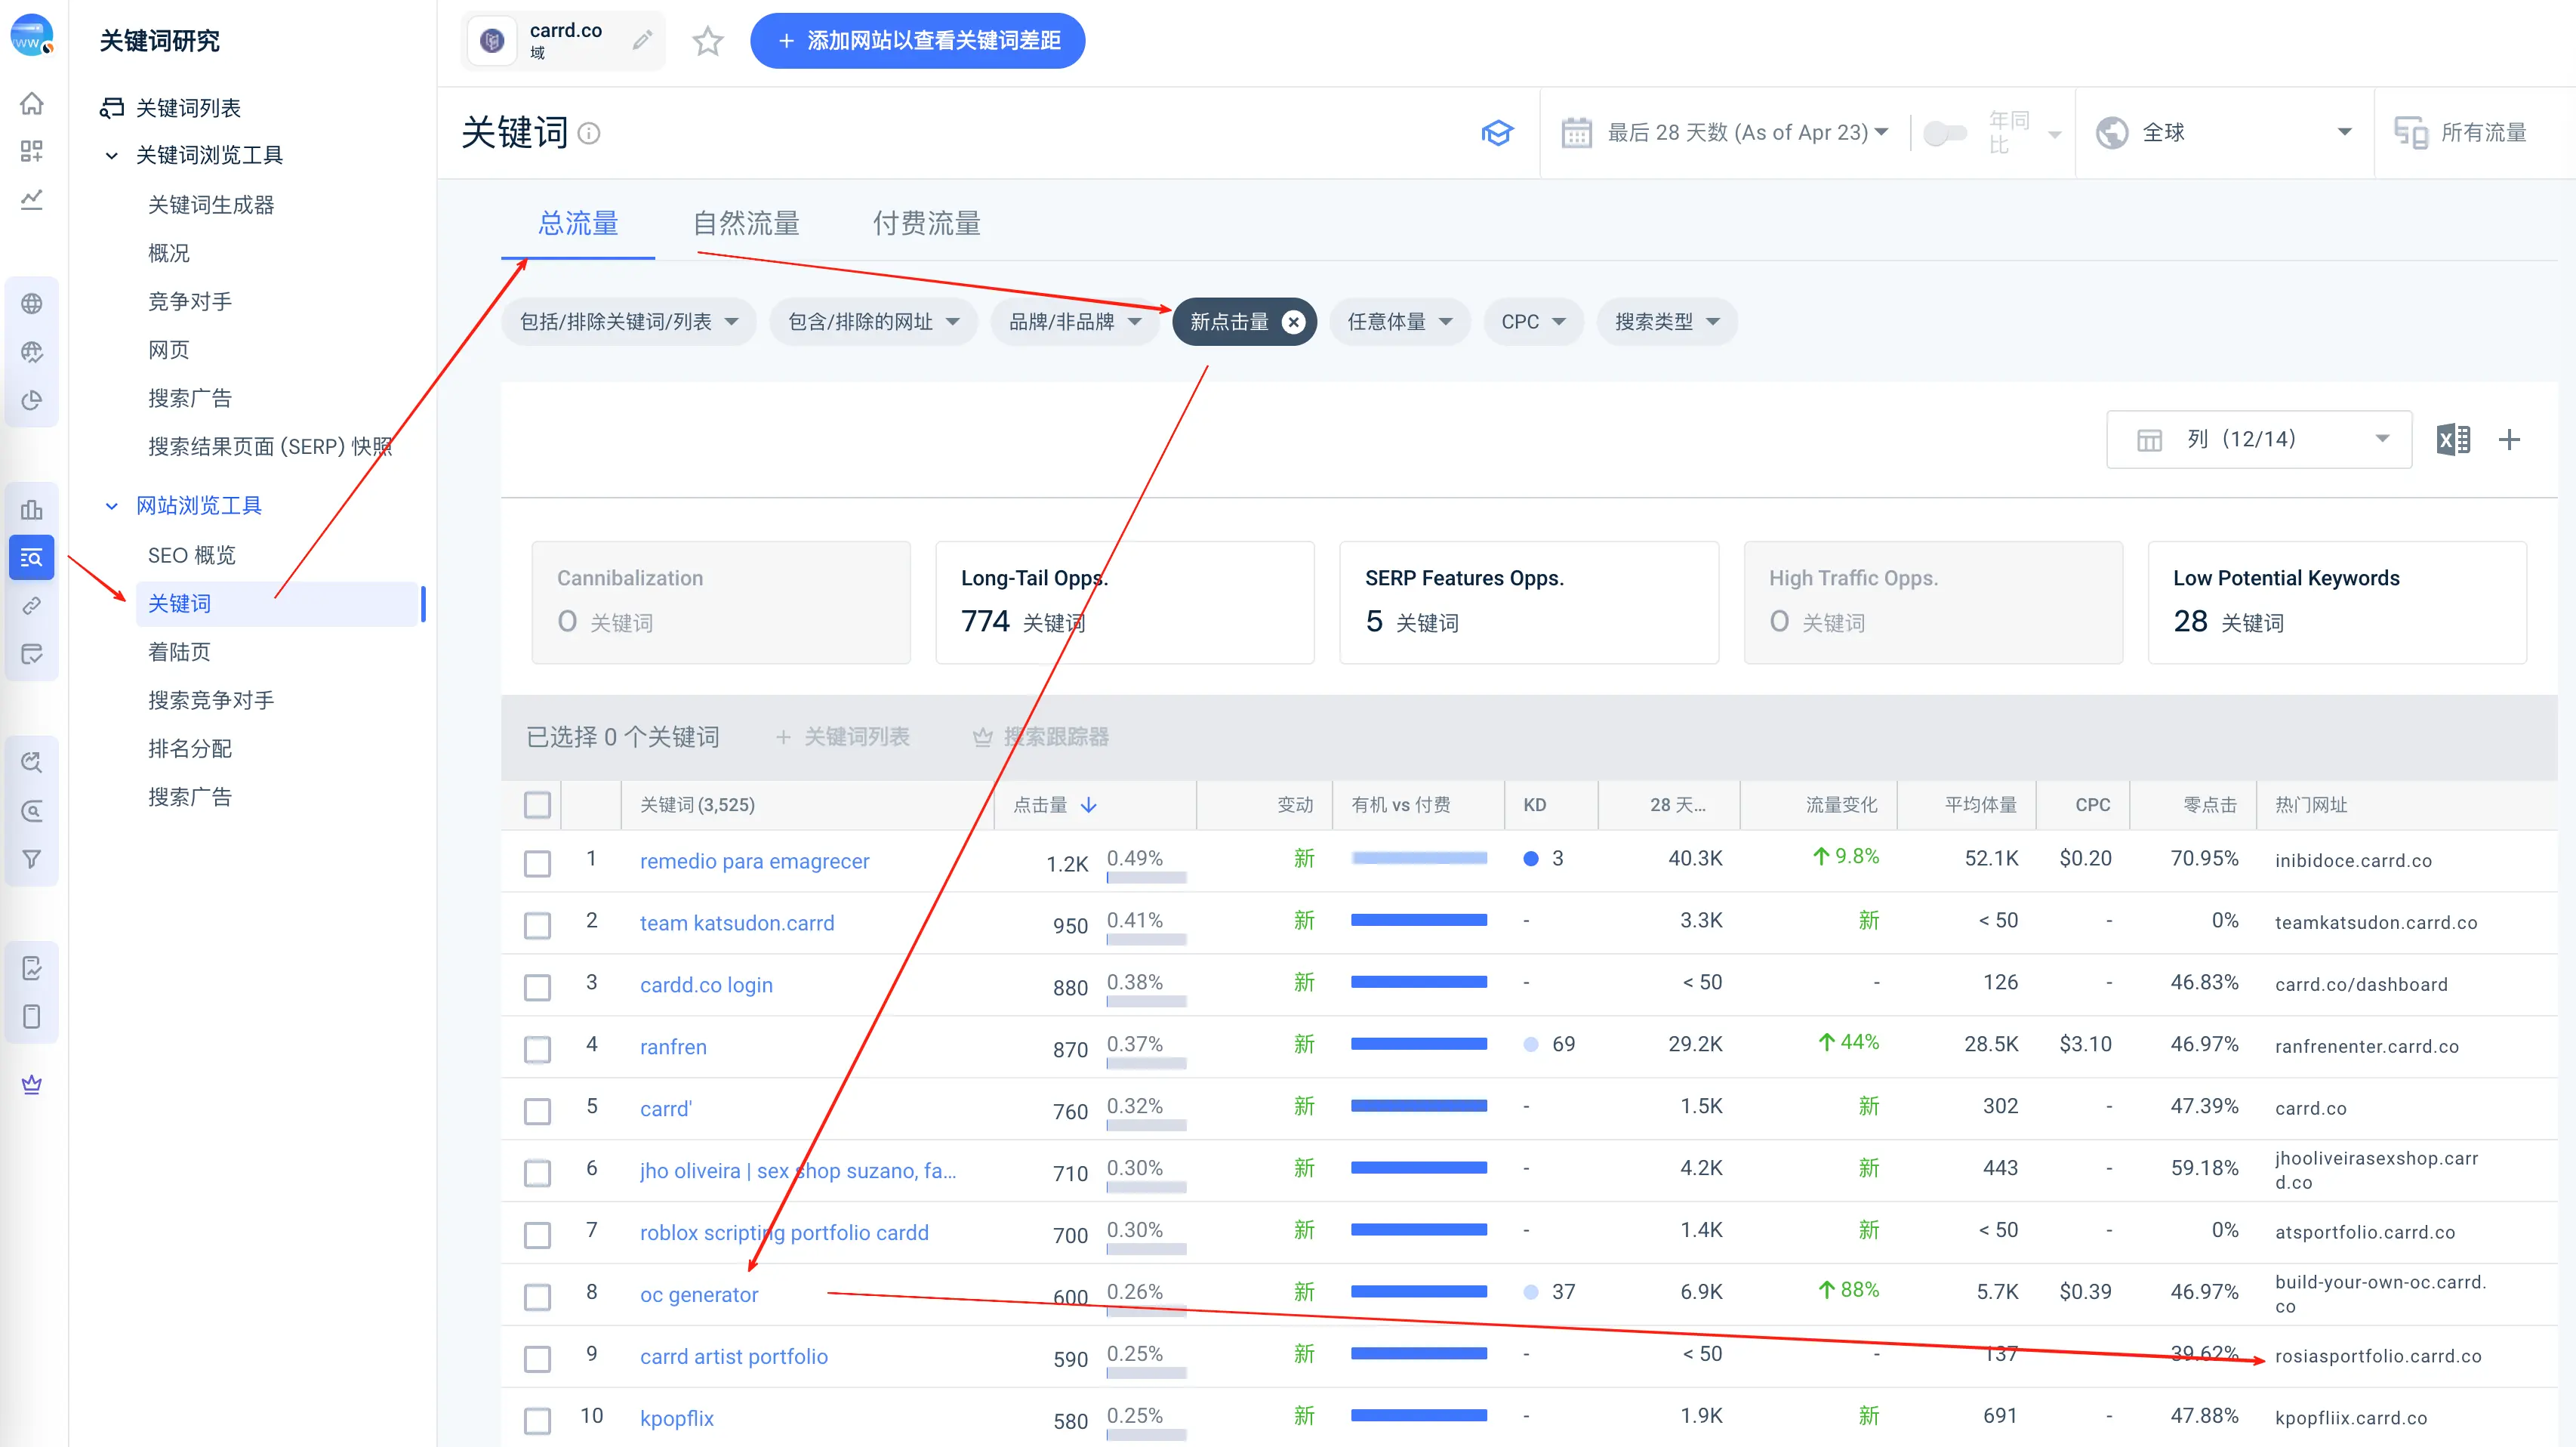 carrd.co
域
+ 添加网站以查看关键词差距
关键词研究
关键词列表
关键词浏览工具
关键词生成器
概况
竞争对手
网页
搜索广告
搜索结果页面 (SERP) 快照
网站浏览工具
SEO 概览
关键词
着陆页
搜索竞争对手
排名分配
搜索广告
关键词
最后 28 天数 (As of Apr 23)
年同比
全球
所有流量
总流量 自然流量 付费流量
包括/排除关键词/列表 包含/排除的网址 品牌/非品牌 新点击量 任意体量 CPC 搜索类型
列（12/14）
Cannibalization
0 关键词
Long-Tail Opps.
774 关键词
SERP Features Opps.
5 关键词
High Traffic Opps.
0 关键词
Low Potential Keywords
28 关键词
已选择 0 个关键词 + 关键词列表 搜索跟踪器
关键词 (3,525) 点击量 变动 有机 vs 付费 KD 28 天... 流量变化 平均体量 CPC 零点击 热门网址
1 remedio para emagrecer 1.2K 0.49% 新 3 40.3K 9.8% 52.1K $0.20 70.95% inibidoce.carrd.co
2 team katsudon.carrd 950 0.41% 新 - 3.3K 新 < 50 - 0% teamkatsudon.carrd.co
3 cardd.co login 880 0.38% 新 - < 50 - 126 - 46.83% carrd.co/dashboard
4 ranfren 870 0.37% 新 69 29.2K 44% 28.5K $3.10 46.97% ranfrenenter.carrd.co
5 carrd' 760 0.32% 新 - 1.5K 新 302 - 47.39% carrd.co
6 jho oliveira | sex shop suzano, fa... 710 0.30% 新 - 4.2K 新 443 - 59.18% jhooliveirasexshop.carr
d.co
7 roblox scripting portfolio cardd 700 0.30% 新 - 1.4K 新 < 50 - 0% atsportfolio.carrd.co
8 oc generator 600 0.26% 新 37 6.9K 88% 5.7K $0.39 46.97% build-your-own-oc.carrd.
co
9 carrd artist portfolio 590 0.25% 新 - < 50 - 137 - 39.62% rosiasportfolio.carrd.co
10 kpopflix 580 0.25% 新 - 1.9K 新 691 - 47.88% kpopfliix.carrd.co